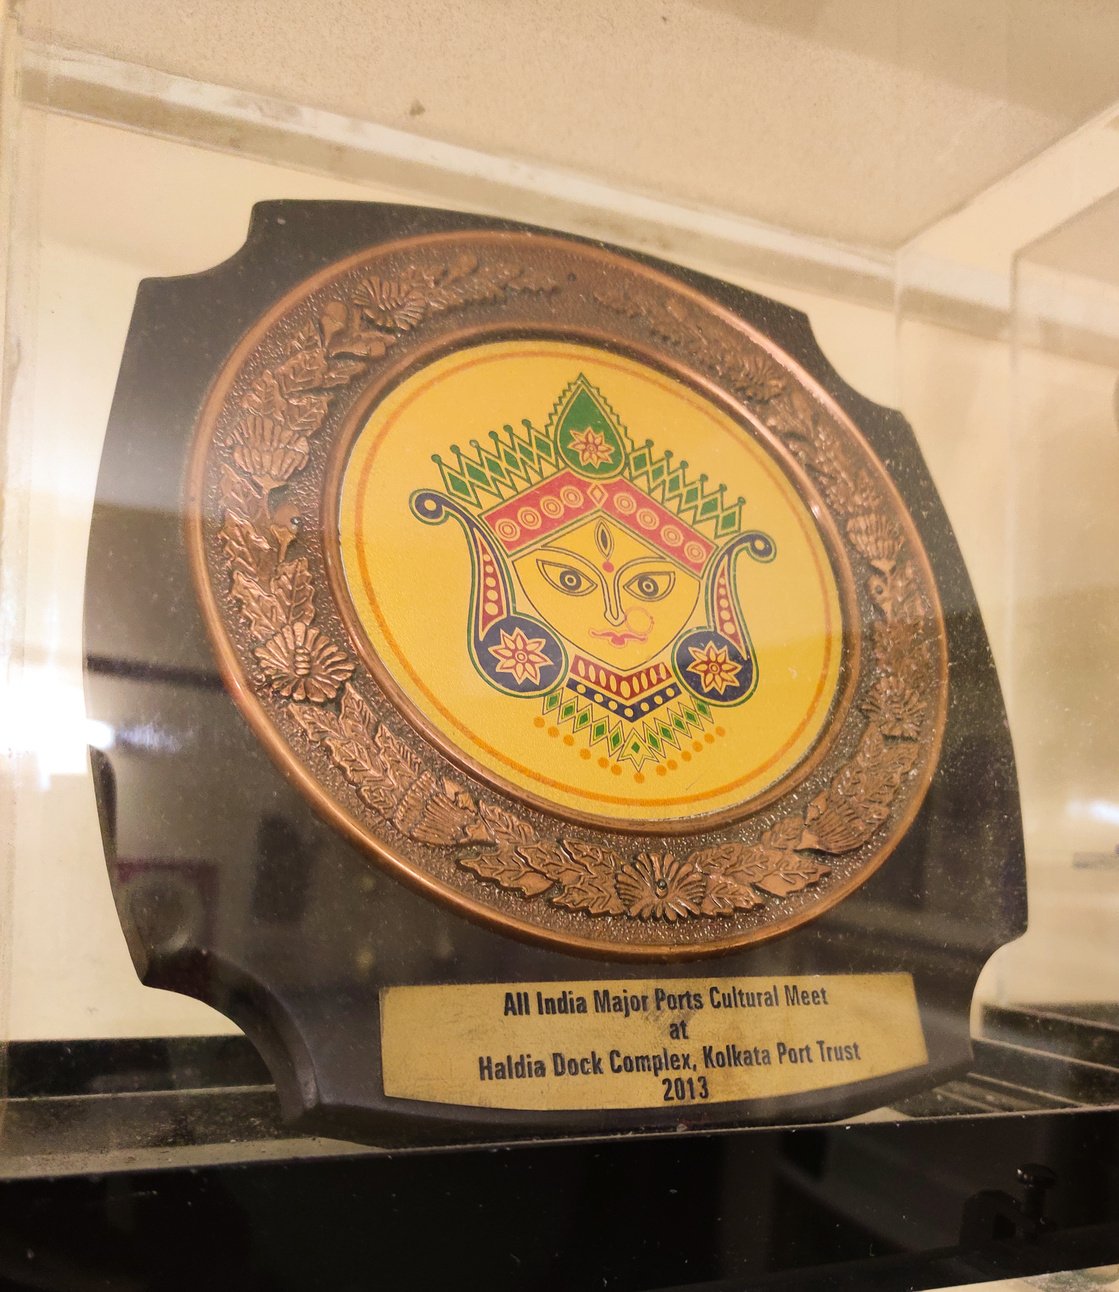 All India Major Ports Cultural Meet
at
Haldia Dock Complex, Kolkata Port Trust
2013